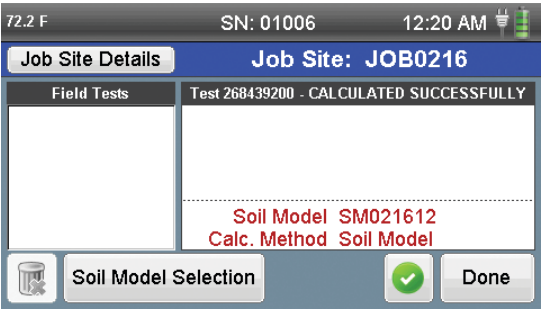 72.2 F SN: 01006 12:20 AM
Job Site Details Job Site: JOB0216
Field Tests Test 268439200 - CALCULATED SUCCESSFULLY
Soil Model SM021612
Calc. Method Soil Model
Soil Model Selection Done